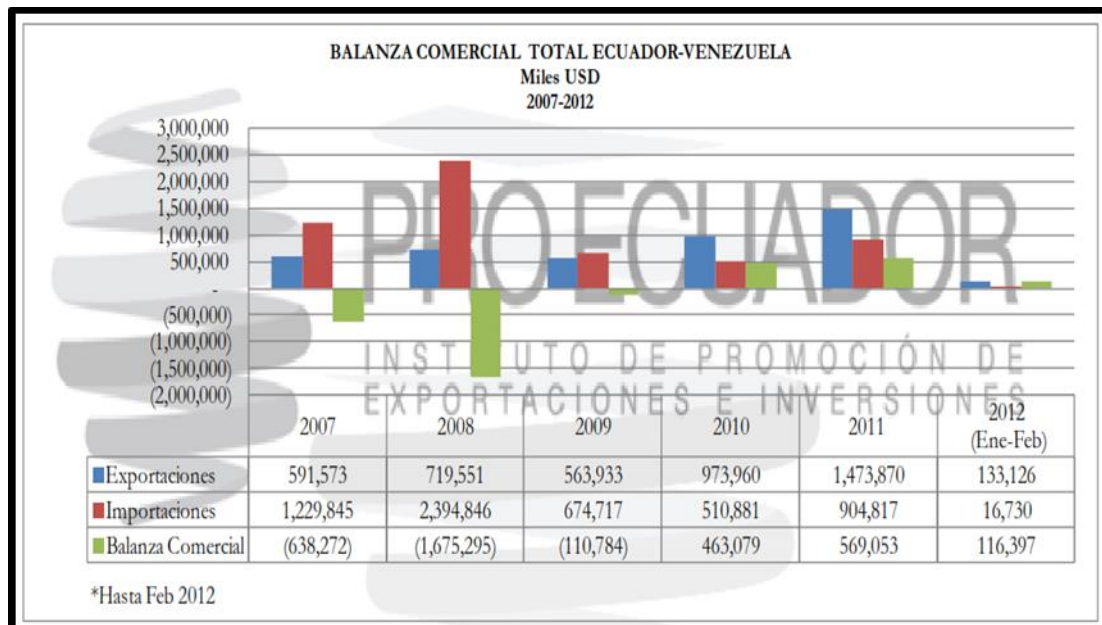 BALANZA COMERCIAL TOTAL ECUADOR-VENEZUELA
Miles USD
2007-2012
3,000,000
2,500,000
2,000,000
1,500,000
1,000,000
500,000
-
(500,000)
(1,000,000)
(1,500,000)
(2,000,000)
PRO ECUADOR
INSTITUTO DE PROMOCIÓN DE
EXPORTACIONES E INVERSIONES
2007 2008 2009 2010 2011 2012
(Ene-Feb)
Exportaciones 591,573 719,551 563,933 973,960 1,473,870 133,126
Importaciones 1,229,845 2,394,846 674,717 510,881 904,817 16,730
Balanza Comercial (638,272) (1,675,295) (110,784) 463,079 569,053 116,397
*Hasta Feb 2012